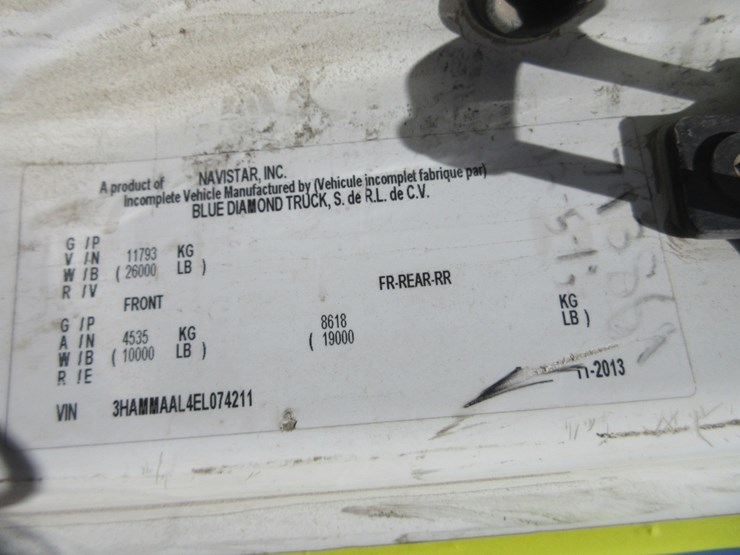 A product of NAVISTAR, INC.
Incomplete Vehicle Manufactured by (Vehicule incomplet fabrique par)
BLUE DIAMOND TRUCK, S. de R.L. de C.V.
G /P
V /N 11793 KG
W /B ( 26000 LB )
R /V
FRONT FR-REAR-RR
G /P
A /N 4535 KG 8618 KG
W /B ( 10000 LB ) ( 19000 LB )
R /E
VIN 3HAMMAAL4EL074211 11-2013